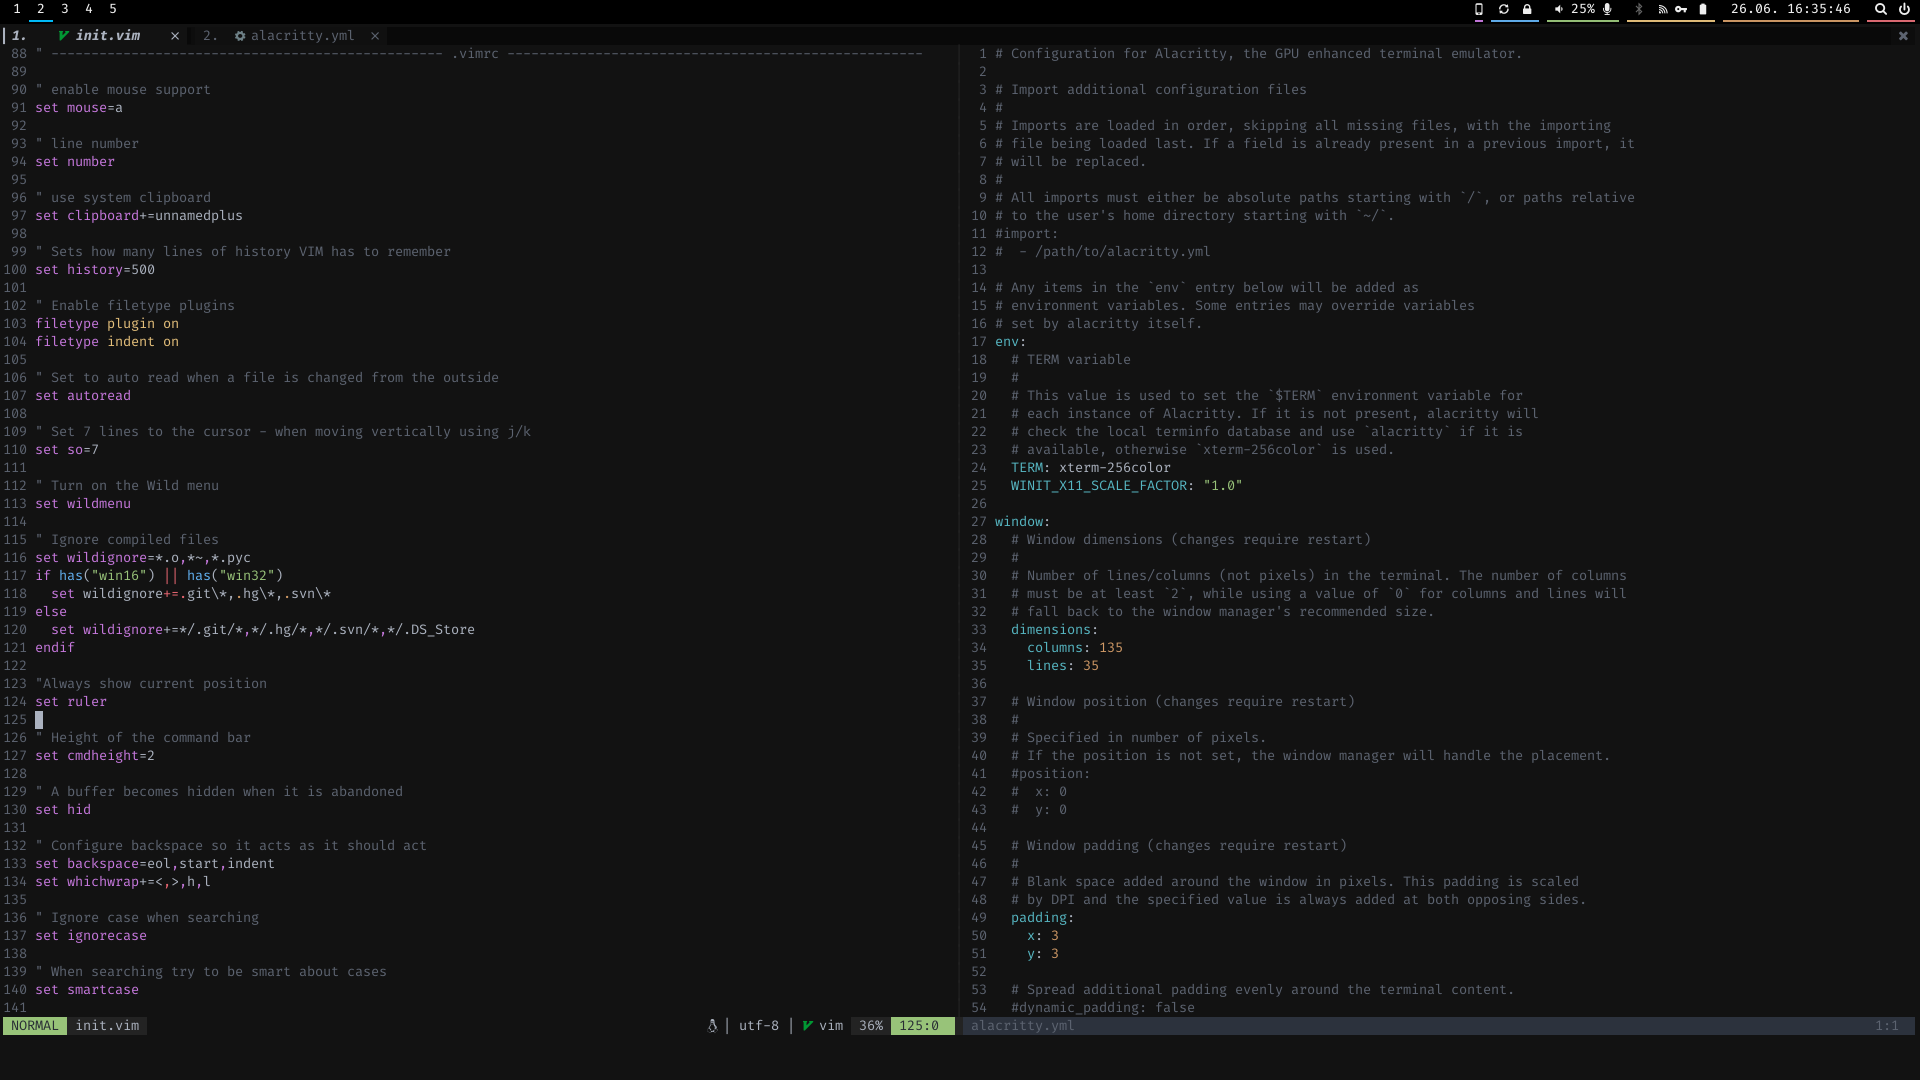 1 2 3 4 5
25%
26.06. 16:35:46
1. init.vim × 2. alacritty.yml ×
88 " ------------------------------------------------- .vimrc ----------------------------------------------------
89
90 " enable mouse support
91 set mouse=a
92
93 " line number
94 set number
95
96 " use system clipboard
97 set clipboard+=unnamedplus
98
99 " Sets how many lines of history VIM has to remember
100 set history=500
101
102 " Enable filetype plugins
103 filetype plugin on
104 filetype indent on
105
106 " Set to auto read when a file is changed from the outside
107 set autoread
108
109 " Set 7 lines to the cursor - when moving vertically using j/k
110 set so=7
111
112 " Turn on the Wild menu
113 set wildmenu
114
115 " Ignore compiled files
116 set wildignore=*.o,*~,*.pyc
117 if has("win16") || has("win32")
118   set wildignore+=.git\*,.hg\*,.svn\*
119 else
120   set wildignore+=*/.git/*,*/.hg/*,*/.svn/*,*/.DS_Store
121 endif
122
123 "Always show current position
124 set ruler
125
126 " Height of the command bar
127 set cmdheight=2
128
129 " A buffer becomes hidden when it is abandoned
130 set hid
131
132 " Configure backspace so it acts as it should act
133 set backspace=eol,start,indent
134 set whichwrap+=<,>,h,l
135
136 " Ignore case when searching
137 set ignorecase
138
139 " When searching try to be smart about cases
140 set smartcase
141
NORMAL init.vim utf-8 | vim 36% 125:0
1 # Configuration for Alacritty, the GPU enhanced terminal emulator.
2
3 # Import additional configuration files
4 #
5 # Imports are loaded in order, skipping all missing files, with the importing
6 # file being loaded last. If a field is already present in a previous import, it
7 # will be replaced.
8 #
9 # All imports must either be absolute paths starting with `/`, or paths relative
10 # to the user's home directory starting with `~/`.
11 #import:
12 #  - /path/to/alacritty.yml
13
14 # Any items in the `env` entry below will be added as
15 # environment variables. Some entries may override variables
16 # set by alacritty itself.
17 env:
18   # TERM variable
19   #
20   # This value is used to set the `$TERM` environment variable for
21   # each instance of Alacritty. If it is not present, alacritty will
22   # check the local terminfo database and use `alacritty` if it is
23   # available, otherwise `xterm-256color` is used.
24   TERM: xterm-256color
25   WINIT_X11_SCALE_FACTOR: "1.0"
26
27 window:
28   # Window dimensions (changes require restart)
29   #
30   # Number of lines/columns (not pixels) in the terminal. The number of columns
31   # must be at least `2`, while using a value of `0` for columns and lines will
32   # fall back to the window manager's recommended size.
33   dimensions:
34     columns: 135
35     lines: 35
36
37   # Window position (changes require restart)
38   #
39   # Specified in number of pixels.
40   # If the position is not set, the window manager will handle the placement.
41   #position:
42   #  x: 0
43   #  y: 0
44
45   # Window padding (changes require restart)
46   #
47   # Blank space added around the window in pixels. This padding is scaled
48   # by DPI and the specified value is always added at both opposing sides.
49   padding:
50     x: 3
51     y: 3
52
53   # Spread additional padding evenly around the terminal content.
54   #dynamic_padding: false
alacritty.yml 1:1